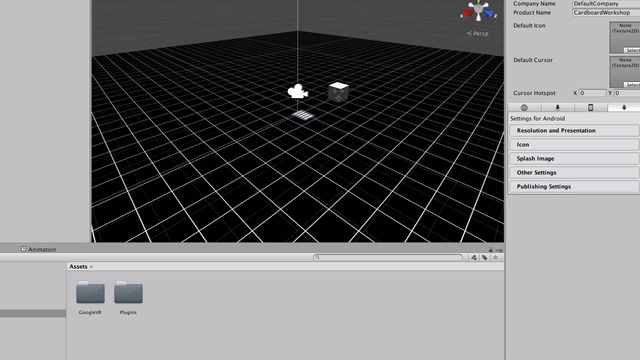 Company Name DefaultCompany
Product Name CardboardWorkshop
Default Icon None
(Texture2D)
Select
Default Cursor None
(Texture2D)
Select
Cursor Hotspot X 0 Y 0
Settings for Android
Resolution and Presentation
Icon
Splash Image
Other Settings
Publishing Settings
x z
Persp
Animation
Assets
GoogleVR Plugins